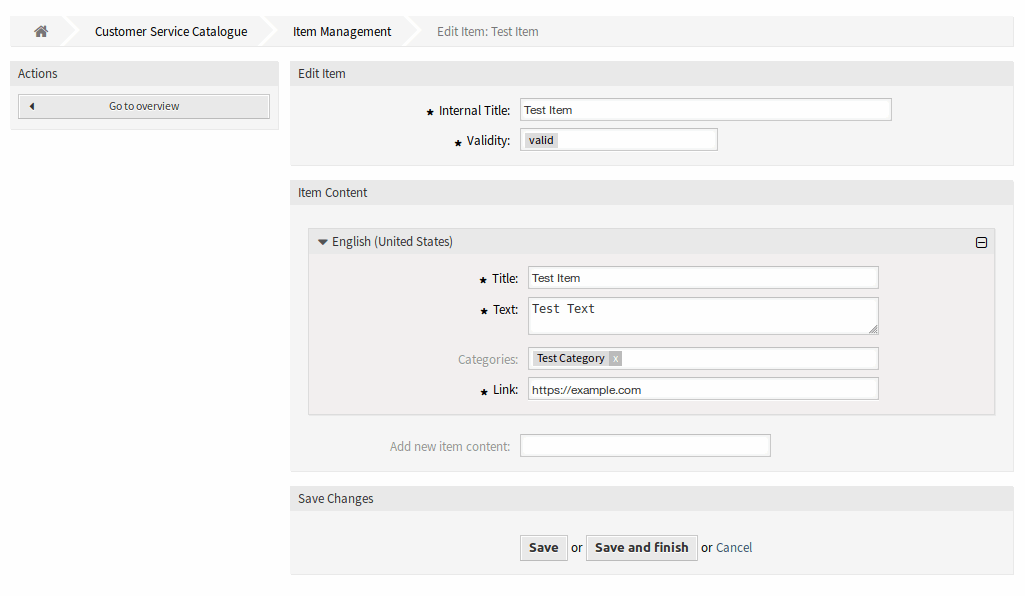 Customer Service Catalogue Item Management Edit Item: Test Item
Actions
Go to overview
Edit Item
★ Internal Title: Test Item
★ Validity: valid
Item Content
English (United States)
★ Title: Test Item
★ Text: Test Text
Categories: Test Category x
★ Link: https://example.com
Add new item content:
Save Changes
Save or Save and finish or Cancel